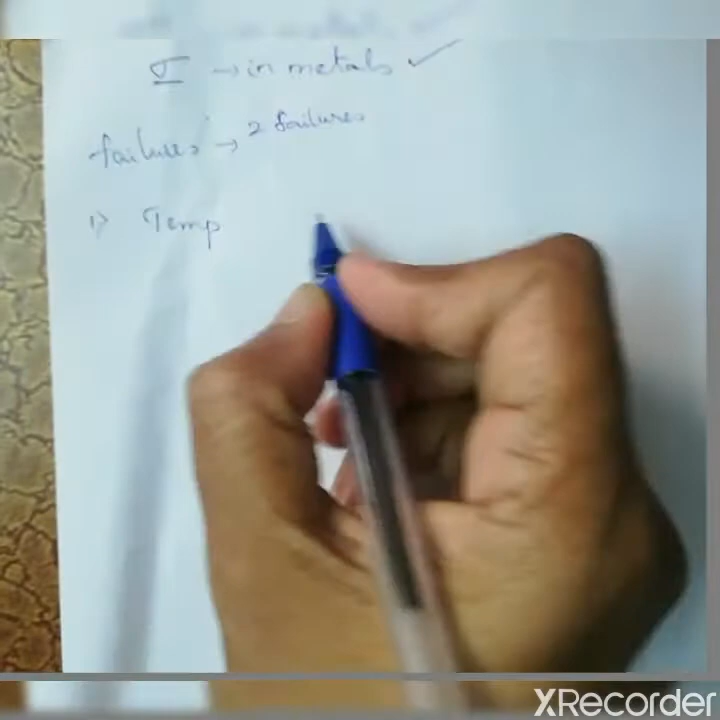 σ → in metals ✓
failures → 2 failures
1) Temp
XRecorder